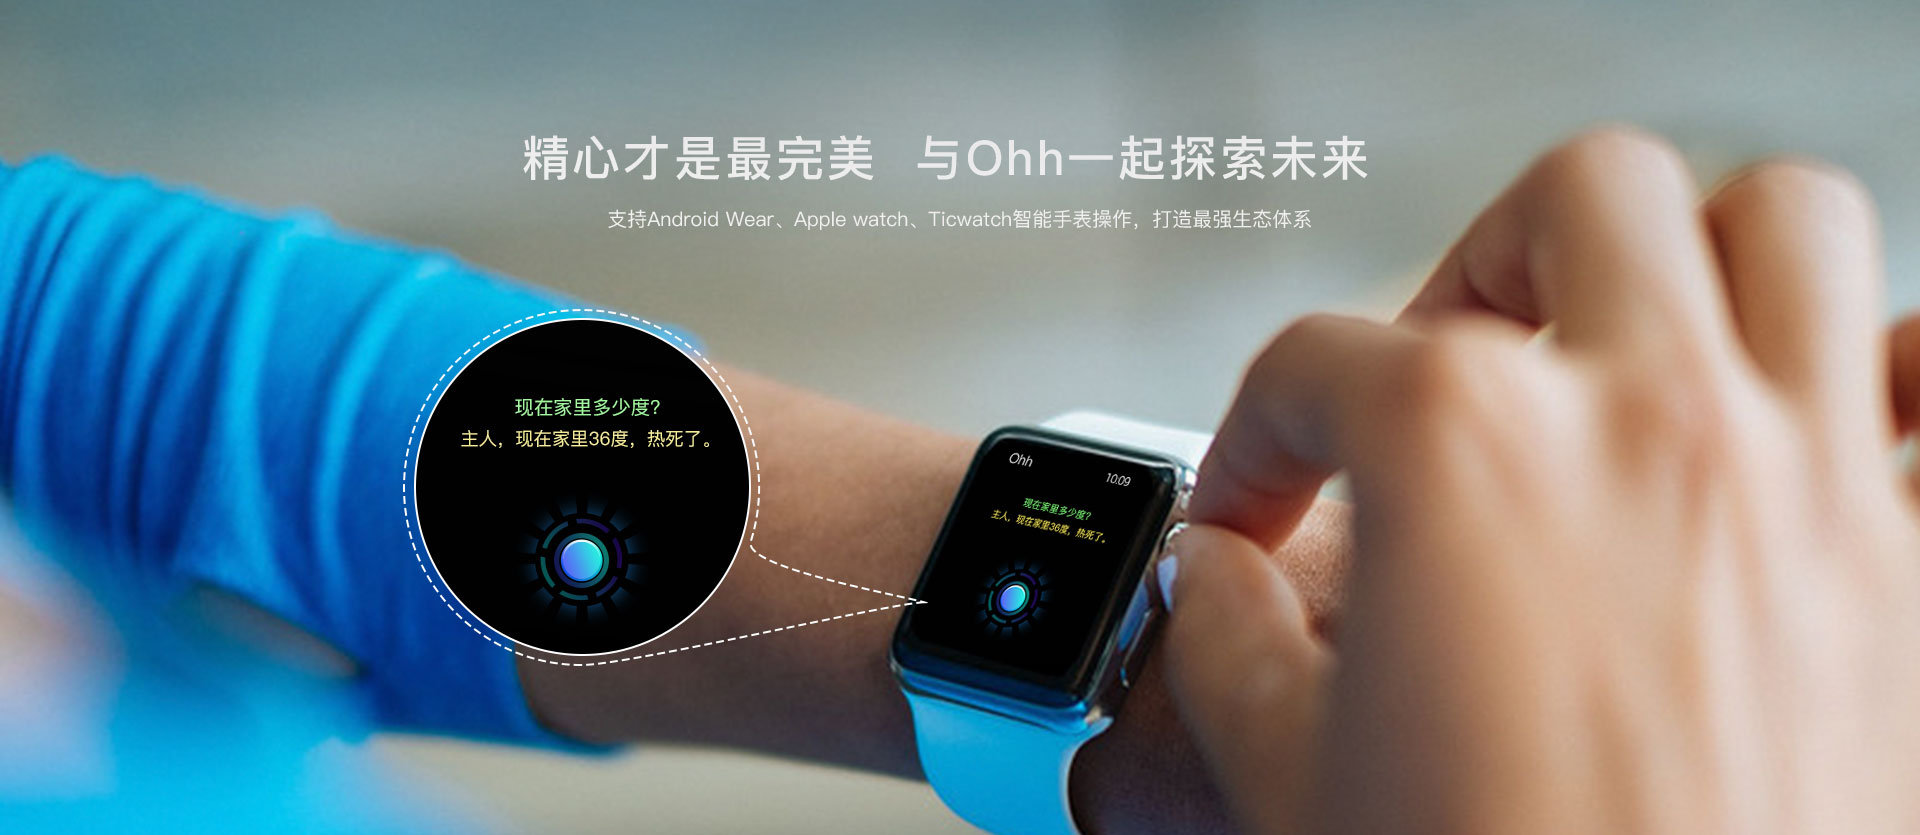 精心才是最完美 与Ohh一起探索未来
支持Android Wear、Apple watch、Ticwatch智能手表操作，打造最强生态体系
现在家里多少度?
主人，现在家里36度，热死了。
Ohh
10:09
现在家里多少度?
主人，现在家里36度，热死了。